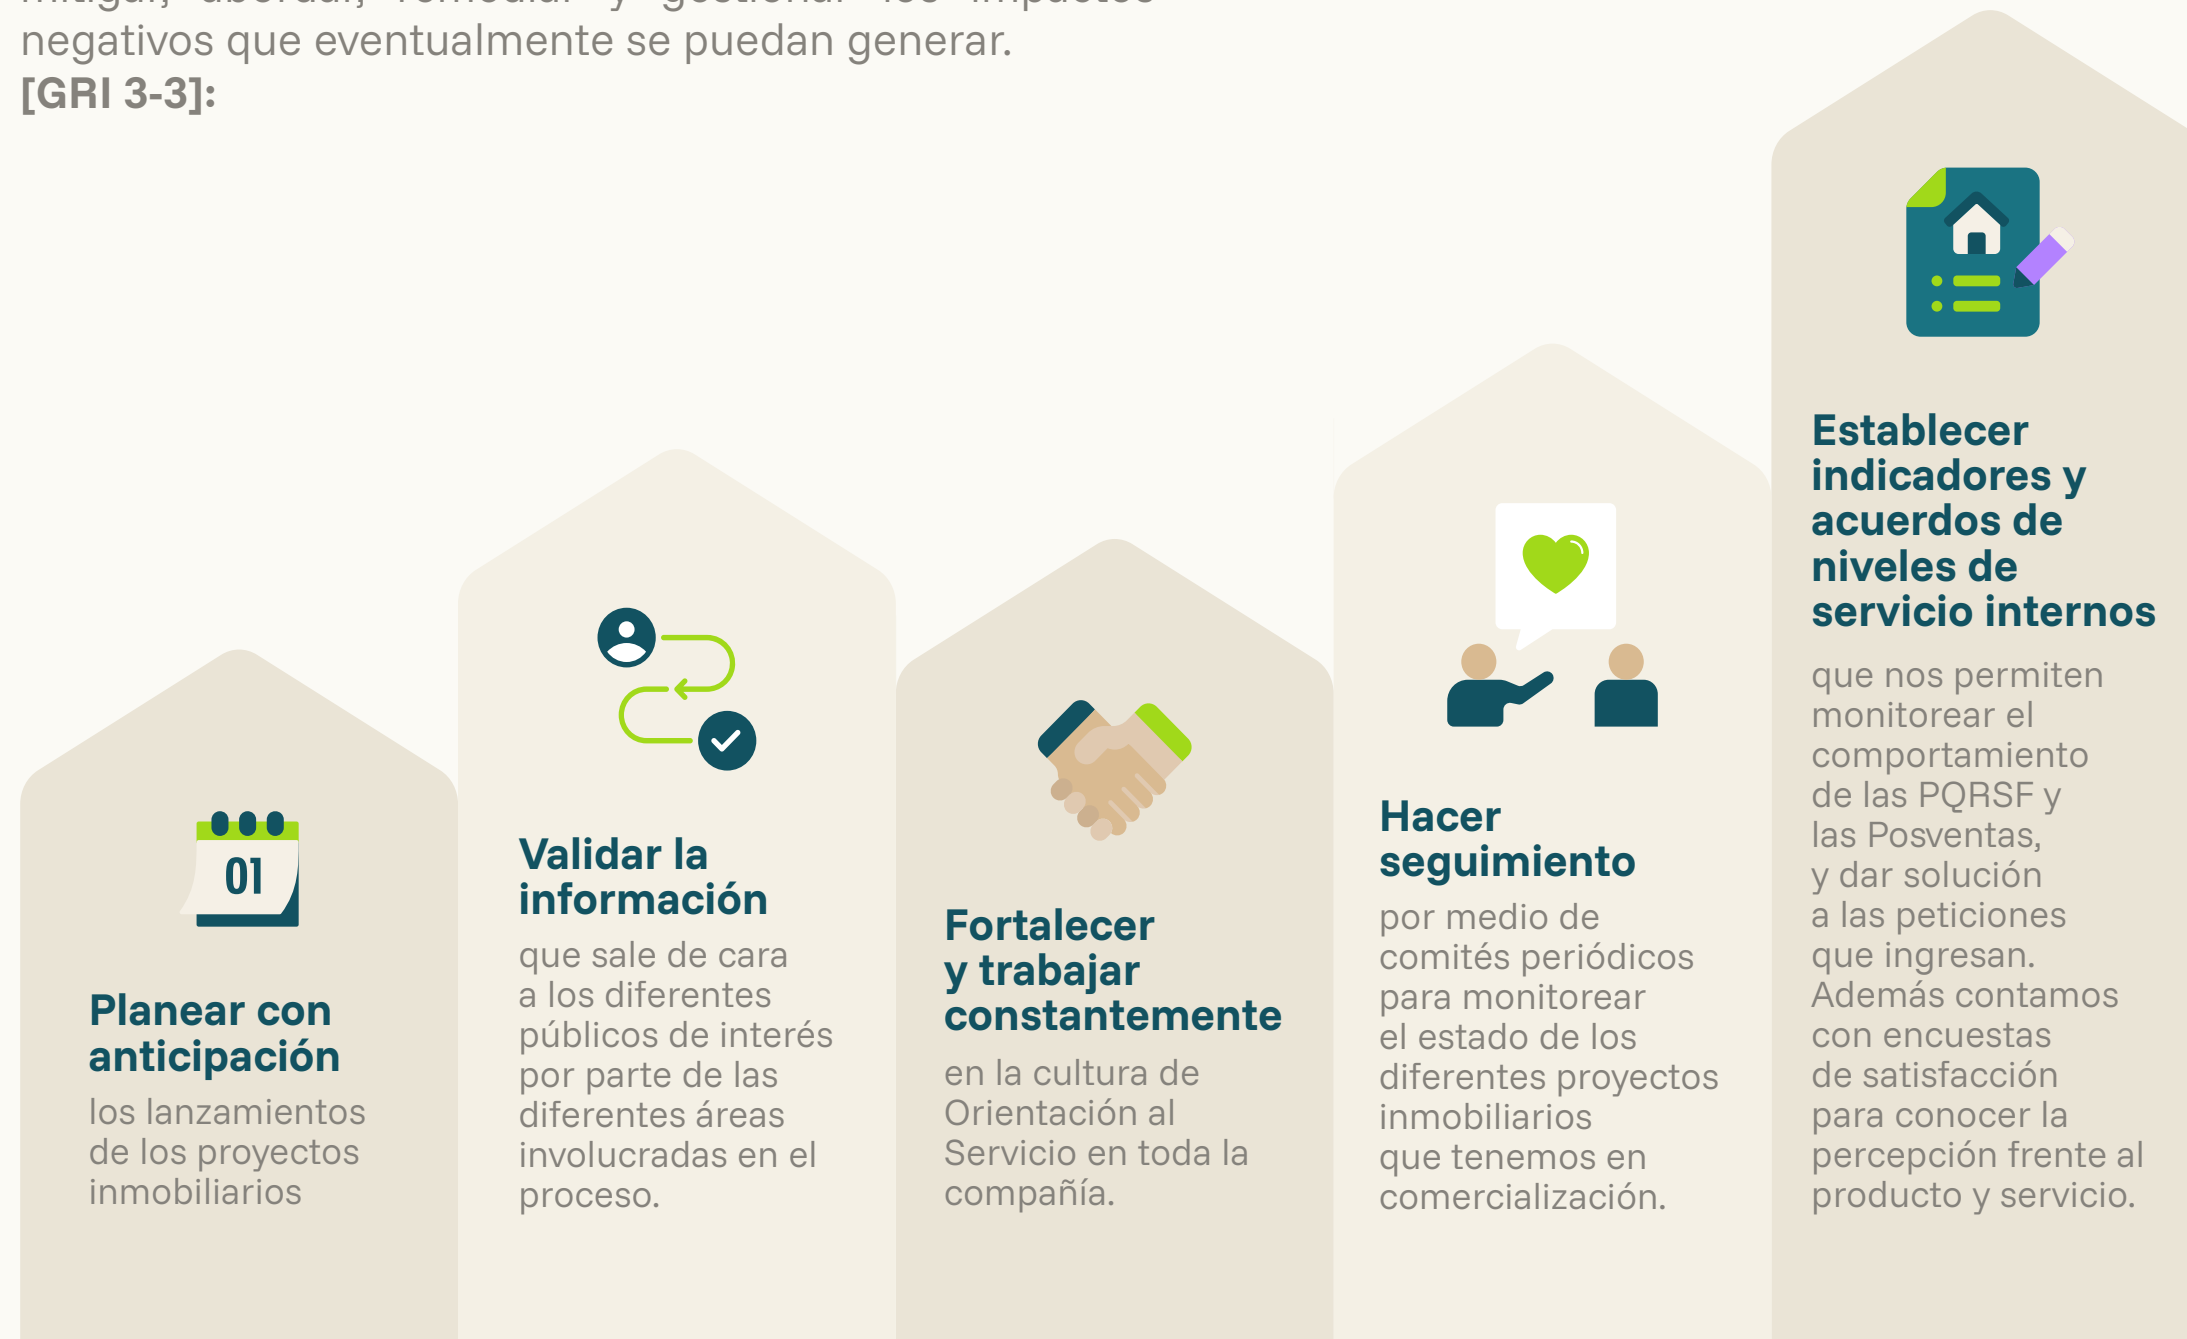 mitigar, abordar, remediar y gestionar los impactos
negativos que eventualmente se puedan generar.
[GRI 3-3]:
01
Planear con
anticipación
los lanzamientos
de los proyectos
inmobiliarios
Validar la
información
que sale de cara
a los diferentes
públicos de interés
por parte de las
diferentes áreas
involucradas en el
proceso.
Fortalecer
y trabajar
constantemente
en la cultura de
Orientación al
Servicio en toda la
compañía.
Hacer
seguimiento
por medio de
comités periódicos
para monitorear
el estado de los
diferentes proyectos
inmobiliarios
que tenemos en
comercialización.
Establecer
indicadores y
acuerdos de
niveles de
servicio internos
que nos permiten
monitorear el
comportamiento
de las PQRSF y
las Posventas,
y dar solución
a las peticiones
que ingresan.
Además contamos
con encuestas
de satisfacción
para conocer la
percepción frente al
producto y servicio.